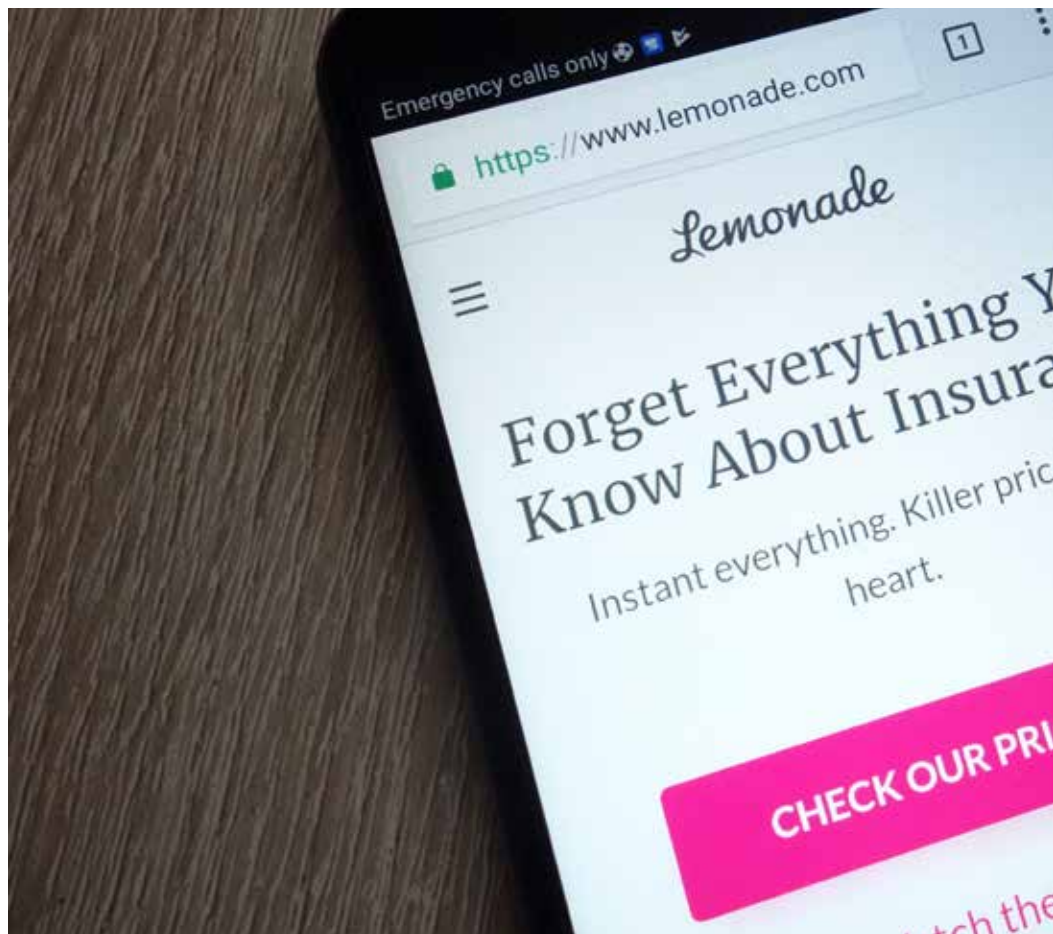 Emergency calls only
https://www.lemonade.com
1
Lemonade
Forget Everything Y
Know About Insura
Instant everything. Killer pric
heart.
CHECK OUR PRI
tch the